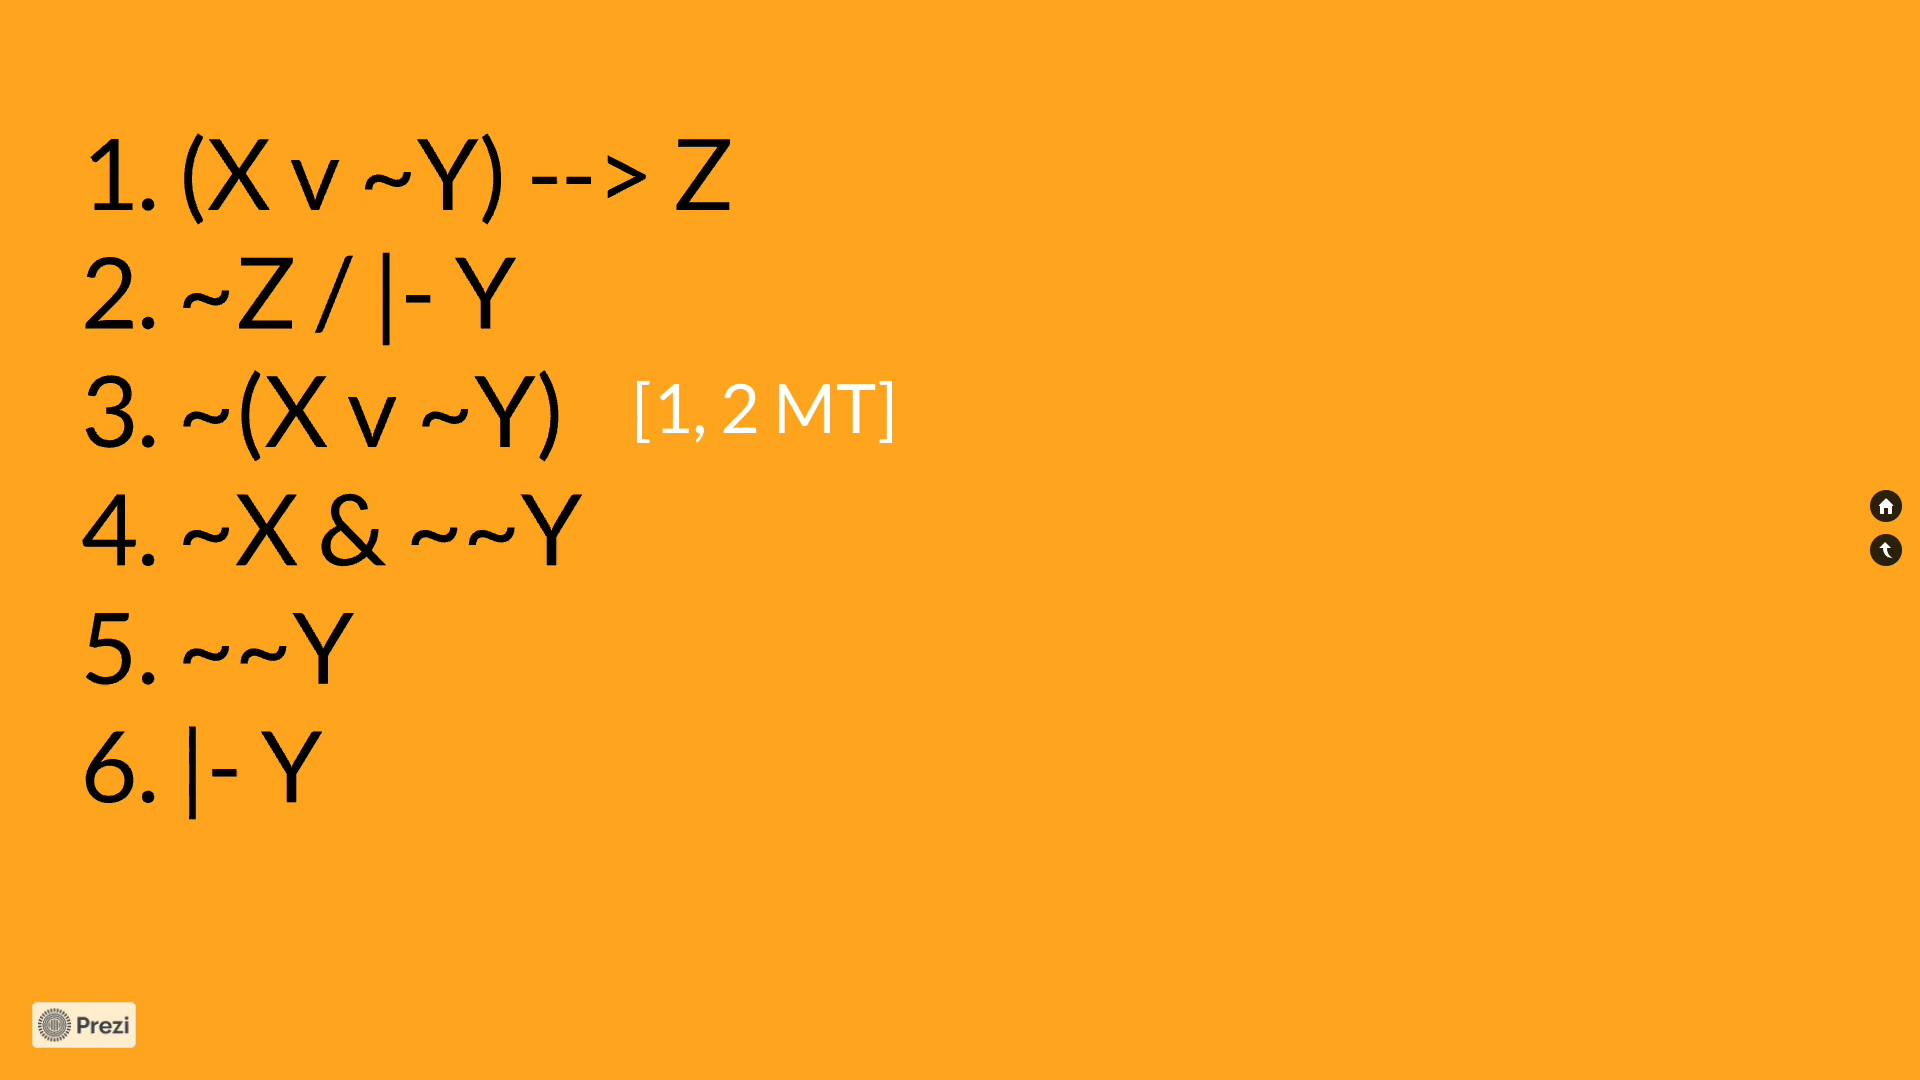 1. (X v ~Y) --> Z
2. ~Z / |- Y
3. ~(X v ~Y) [1, 2 MT]
4. ~X & ~~Y
5. ~~Y
6. |- Y
Prezi